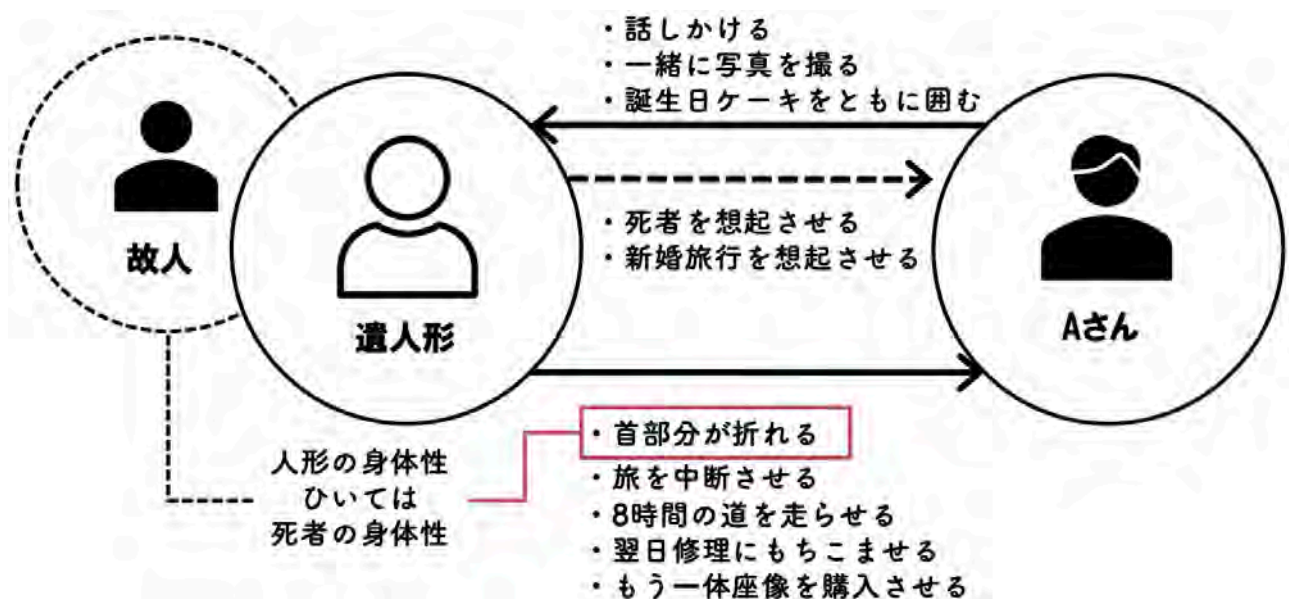 ・話しかける
・一緒に写真を撮る
・誕生日ケーキをともに囲む
故人
遺人形
Aさん
・死者を想起させる
・新婚旅行を想起させる
・首部分が折れる
・旅を中断させる
・8時間の道を走らせる
・翌日修理にもちこませる
・もう一体座像を購入させる
人形の身体性
ひいては
死者の身体性